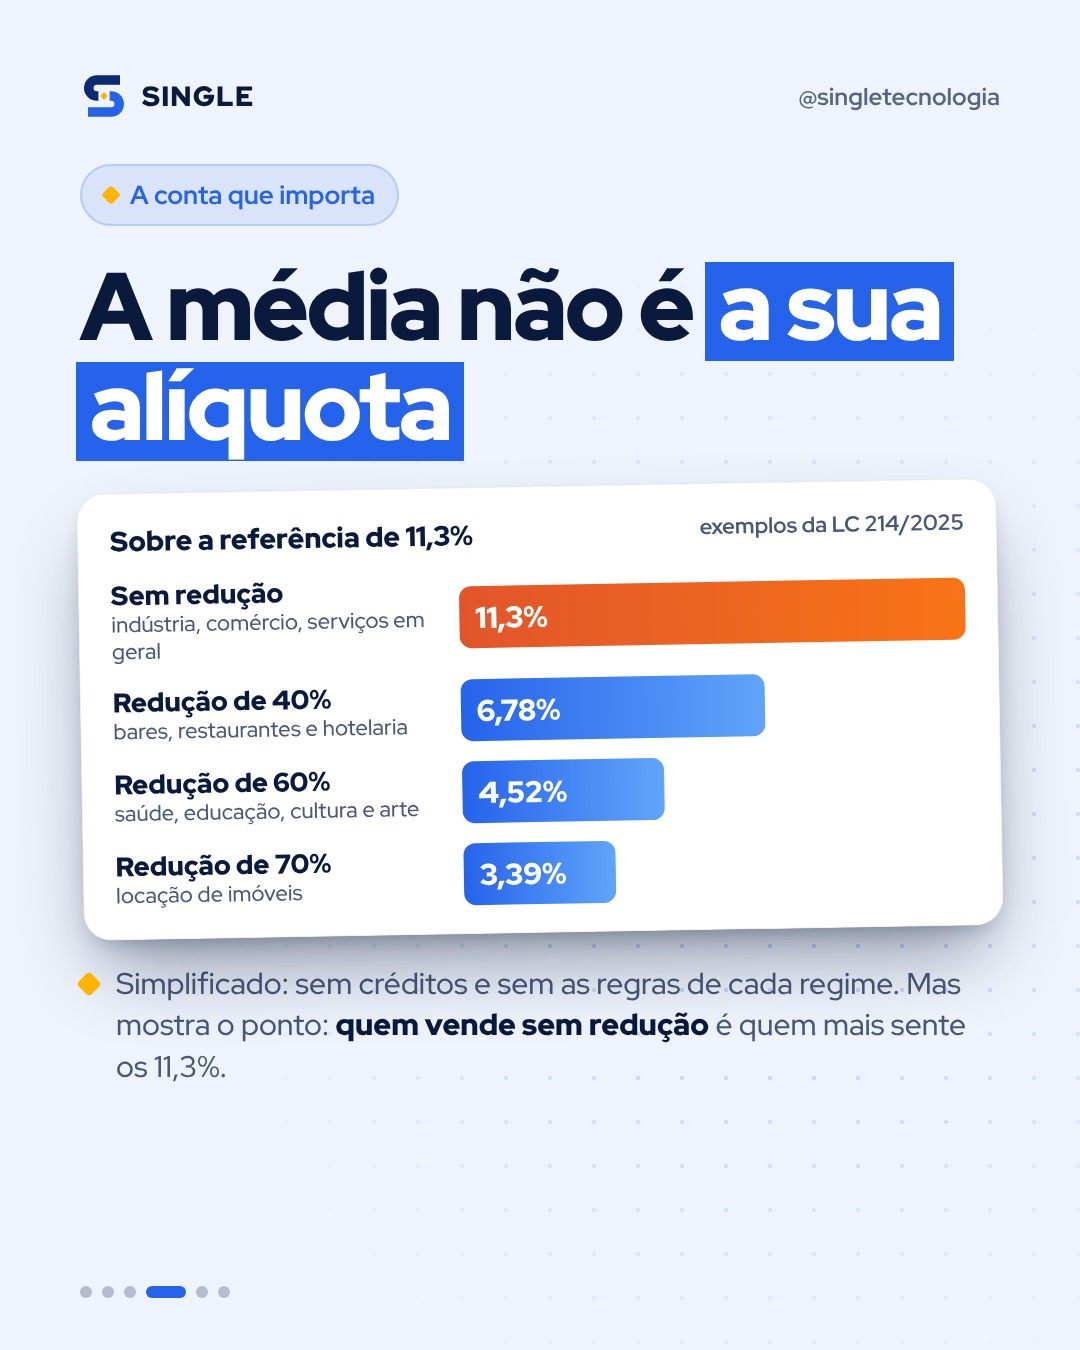 SINGLE
@singletecnologia
A conta que importa
A média não é a sua
alíquota
Sobre a referência de 11,3%
exemplos da LC 214/2025
Sem redução
indústria, comércio, serviços em
geral
11,3%
Redução de 40%
bares, restaurantes e hotelaria
6,78%
Redução de 60%
saúde, educação, cultura e arte
4,52%
Redução de 70%
locação de imóveis
3,39%
Simplificado: sem créditos e sem as regras de cada regime. Mas
mostra o ponto: quem vende sem redução é quem mais sente
os 11,3%.